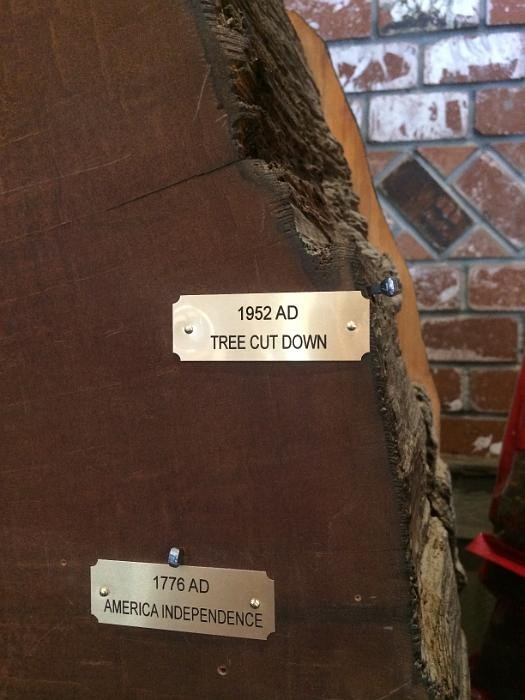 1952 AD
TREE CUT DOWN
1776 AD
AMERICA INDEPENDENCE